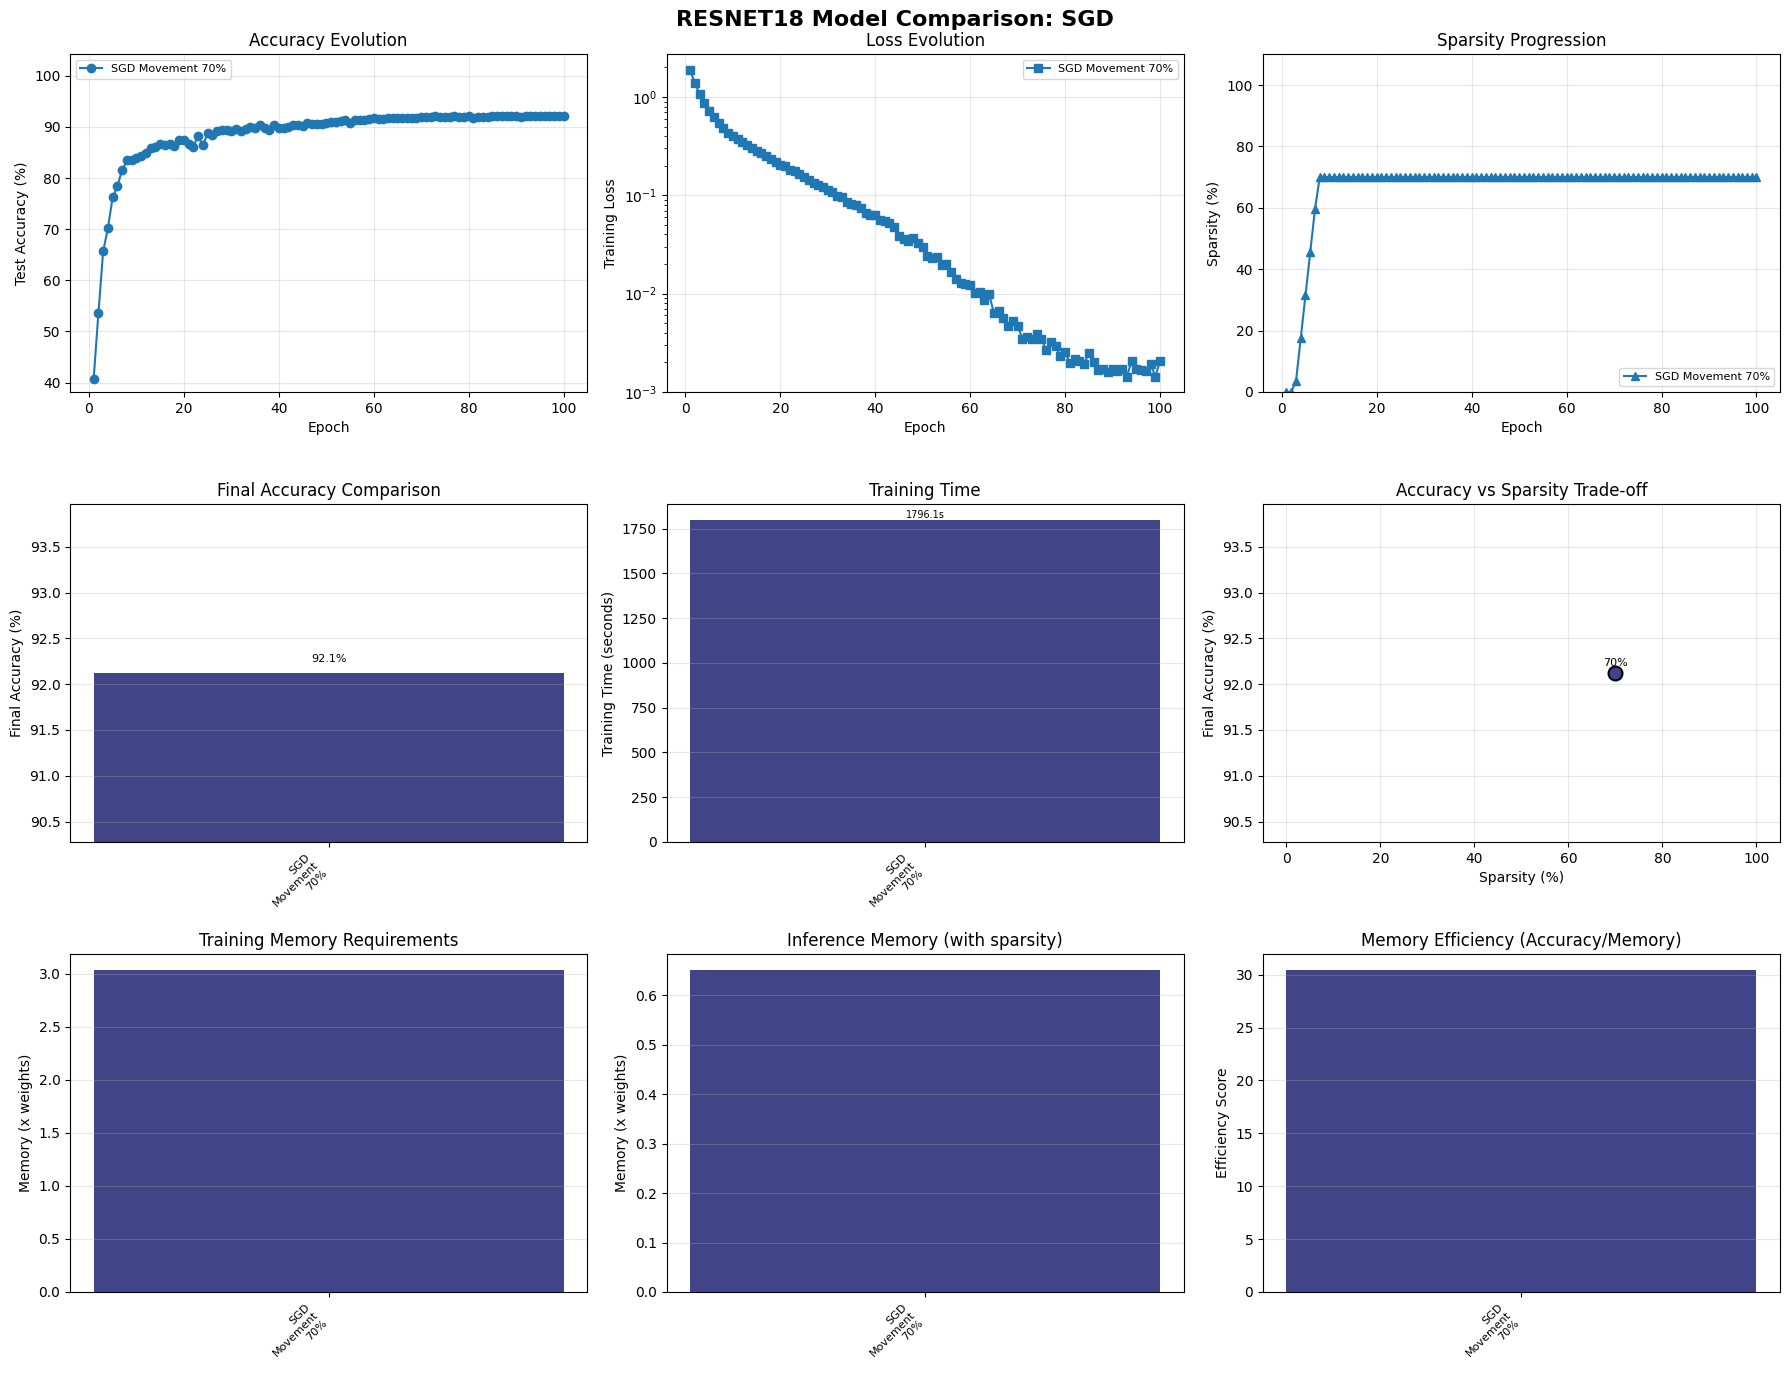 RESNET18 Model Comparison: SGD
Accuracy Evolution
Test Accuracy (%)
100
90
80
70
60
50
40
SGD Movement 70%
0 20 40 60 80 100
Epoch
Loss Evolution
Training Loss
10^0
10^-1
10^-2
10^-3
SGD Movement 70%
0 20 40 60 80 100
Epoch
Sparsity Progression
Sparsity (%)
100
80
60
40
20
0
SGD Movement 70%
0 20 40 60 80 100
Epoch
Final Accuracy Comparison
Final Accuracy (%)
93.5
93.0
92.5
92.0
91.5
91.0
90.5
92.1%
SGD
Movement
70%
Training Time
Training Time (seconds)
1750
1500
1250
1000
750
500
250
0
1796.1s
SGD
Movement
70%
Accuracy vs Sparsity Trade-off
Final Accuracy (%)
93.5
93.0
92.5
92.0
91.5
91.0
90.5
70%
0 20 40 60 80 100
Sparsity (%)
Training Memory Requirements
Memory (x weights)
3.0
2.5
2.0
1.5
1.0
0.5
0.0
SGD
Movement
70%
Inference Memory (with sparsity)
Memory (x weights)
0.6
0.5
0.4
0.3
0.2
0.1
0.0
SGD
Movement
70%
Memory Efficiency (Accuracy/Memory)
Efficiency Score
30
25
20
15
10
5
0
SGD
Movement
70%